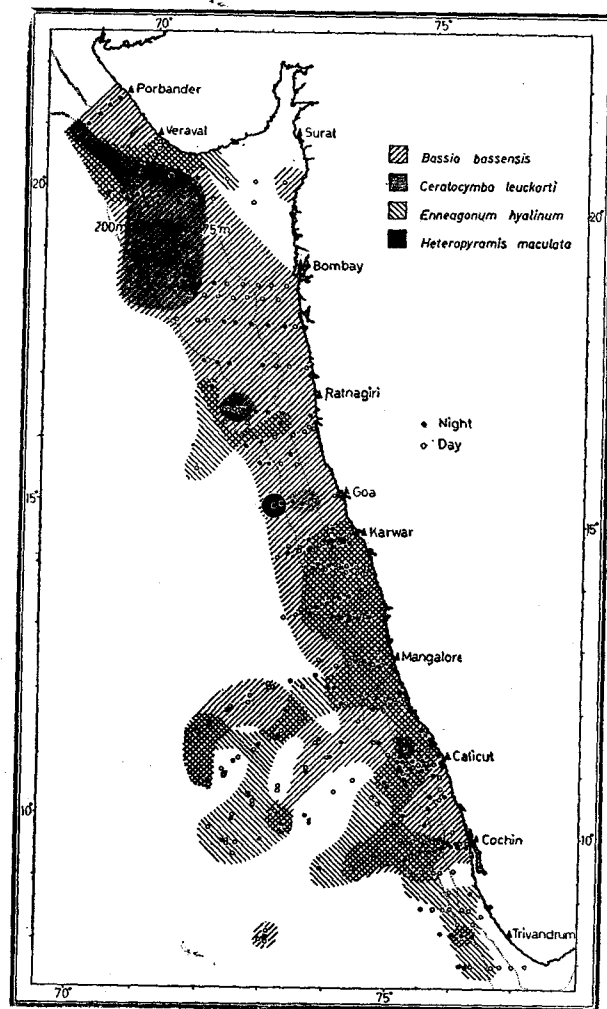 70°
75°
Porbander
Veraval
Surat
Bassia bassensis
Ceratocymba leuckarti
Enneagonum hyalinum
Heteropyramis maculata
20°
20°
200m
75m
Bombay
Ratnagiri
Night
Day
15°
Goa
Karwar
15°
Mangalore
Calicut
10°
Cochin
10°
Trivandrum
70°
75°